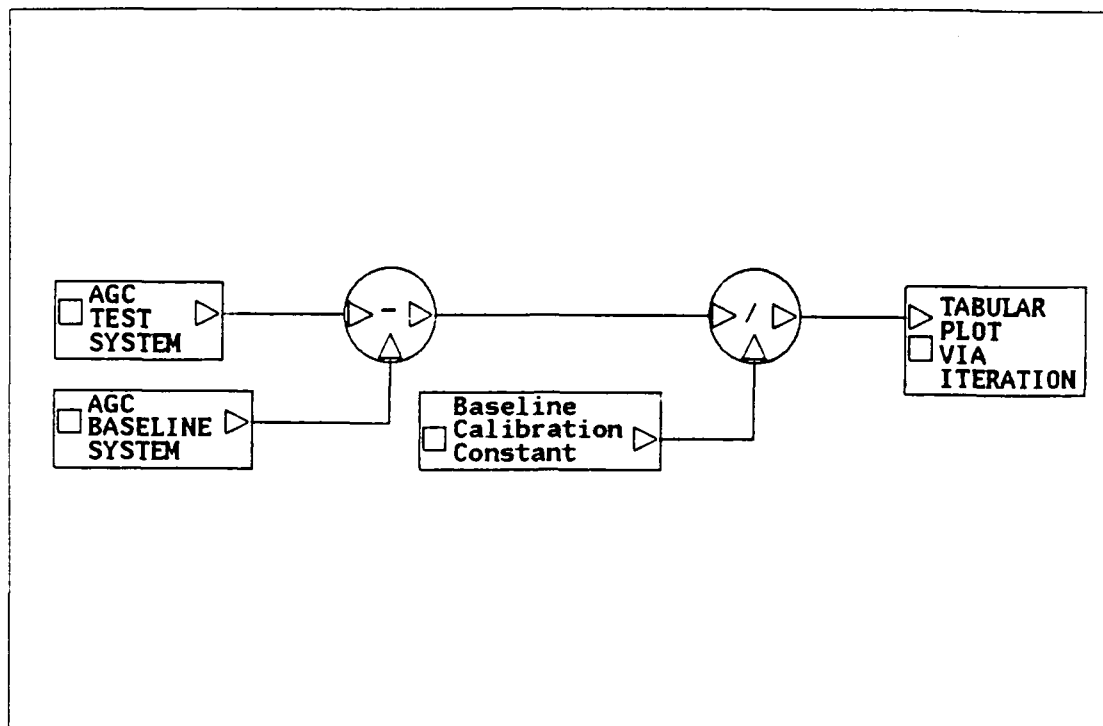 AGC
TEST
SYSTEM
-
/
TABULAR
PLOT
VIA
ITERATION
AGC
BASELINE
SYSTEM
Baseline
Calibration
Constant